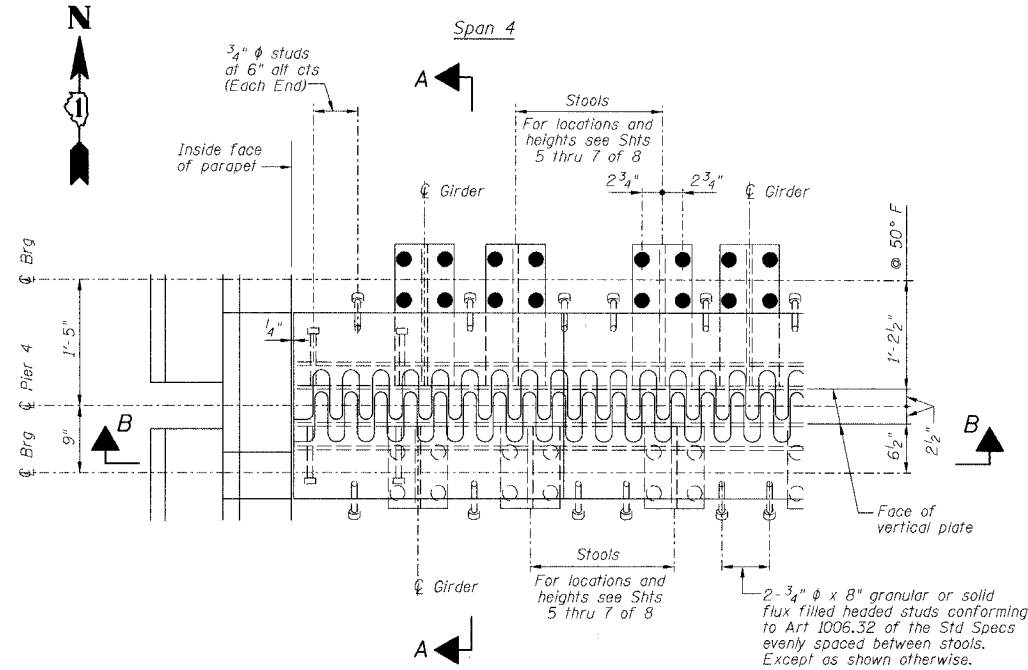 N
1
Span 4
3/4" ϕ studs
at 6" alt cts
(Each End)
A
Stools
For locations and
heights see Shts
5 thru 7 of 8
Inside face
of parapet
℄ Girder
2 3/4"
2 3/4"
℄ Girder
@ 50° F
℄ Brg
1'-5"
1/4"
1'-2 1/2"
℄ Pier 4
B
9"
6 1/2"
2 1/2"
B
℄ Brg
Face of
vertical plate
Stools
For locations and
heights see Shts
5 thru 7 of 8
℄ Girder
A
2-3/4" ϕ x 8" granular or solid
flux filled headed studs conforming
to Art 1006.32 of the Std Specs
evenly spaced between stools.
Except as shown otherwise.